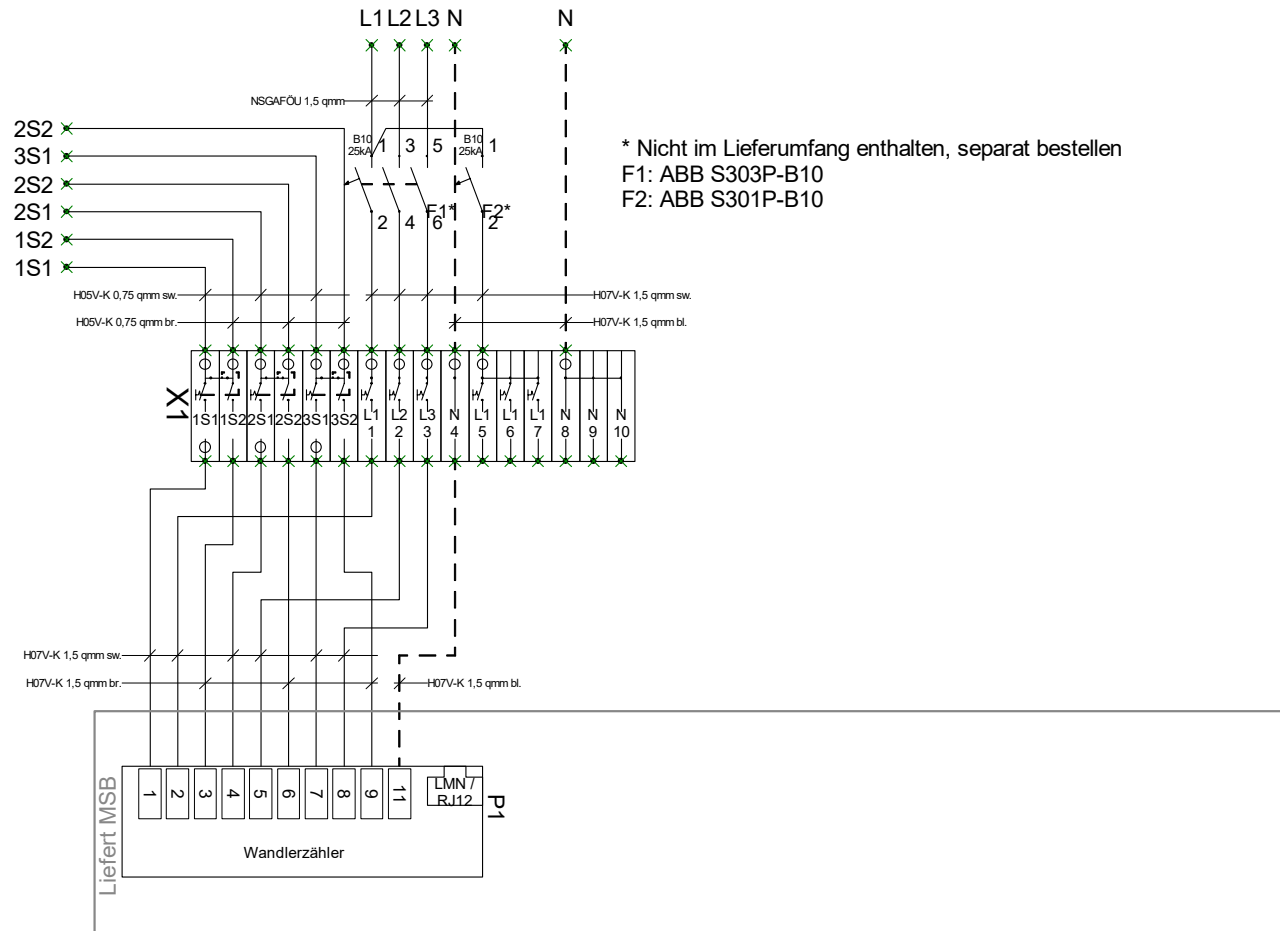 L1 L2 L3 N N
NSGAFÖU 1,5 qmm
2S2
3S1
2S2
2S1
1S2
1S1
B10
25kA
1 3 5
B10
25kA
1
F1*
F2*
2 4 6 2
* Nicht im Lieferumfang enthalten, separat bestellen
F1: ABB S303P-B10
F2: ABB S301P-B10
H05V-K 0,75 qmm sw.
H07V-K 1,5 qmm sw.
H05V-K 0,75 qmm br.
H07V-K 1,5 qmm bl.
X1
1S1 1S2 2S1 2S2 3S1 3S2 L1 L2 L3 N L1 L1 L1 N N N
1 2 3 4 5 6 7 8 9 10
H07V-K 1,5 qmm sw.
H07V-K 1,5 qmm br.
H07V-K 1,5 qmm bl.
Liefert MSB
1 2 3 4 5 6 7 8 9 11
LMN /
RJ12
P1
Wandlerzähler